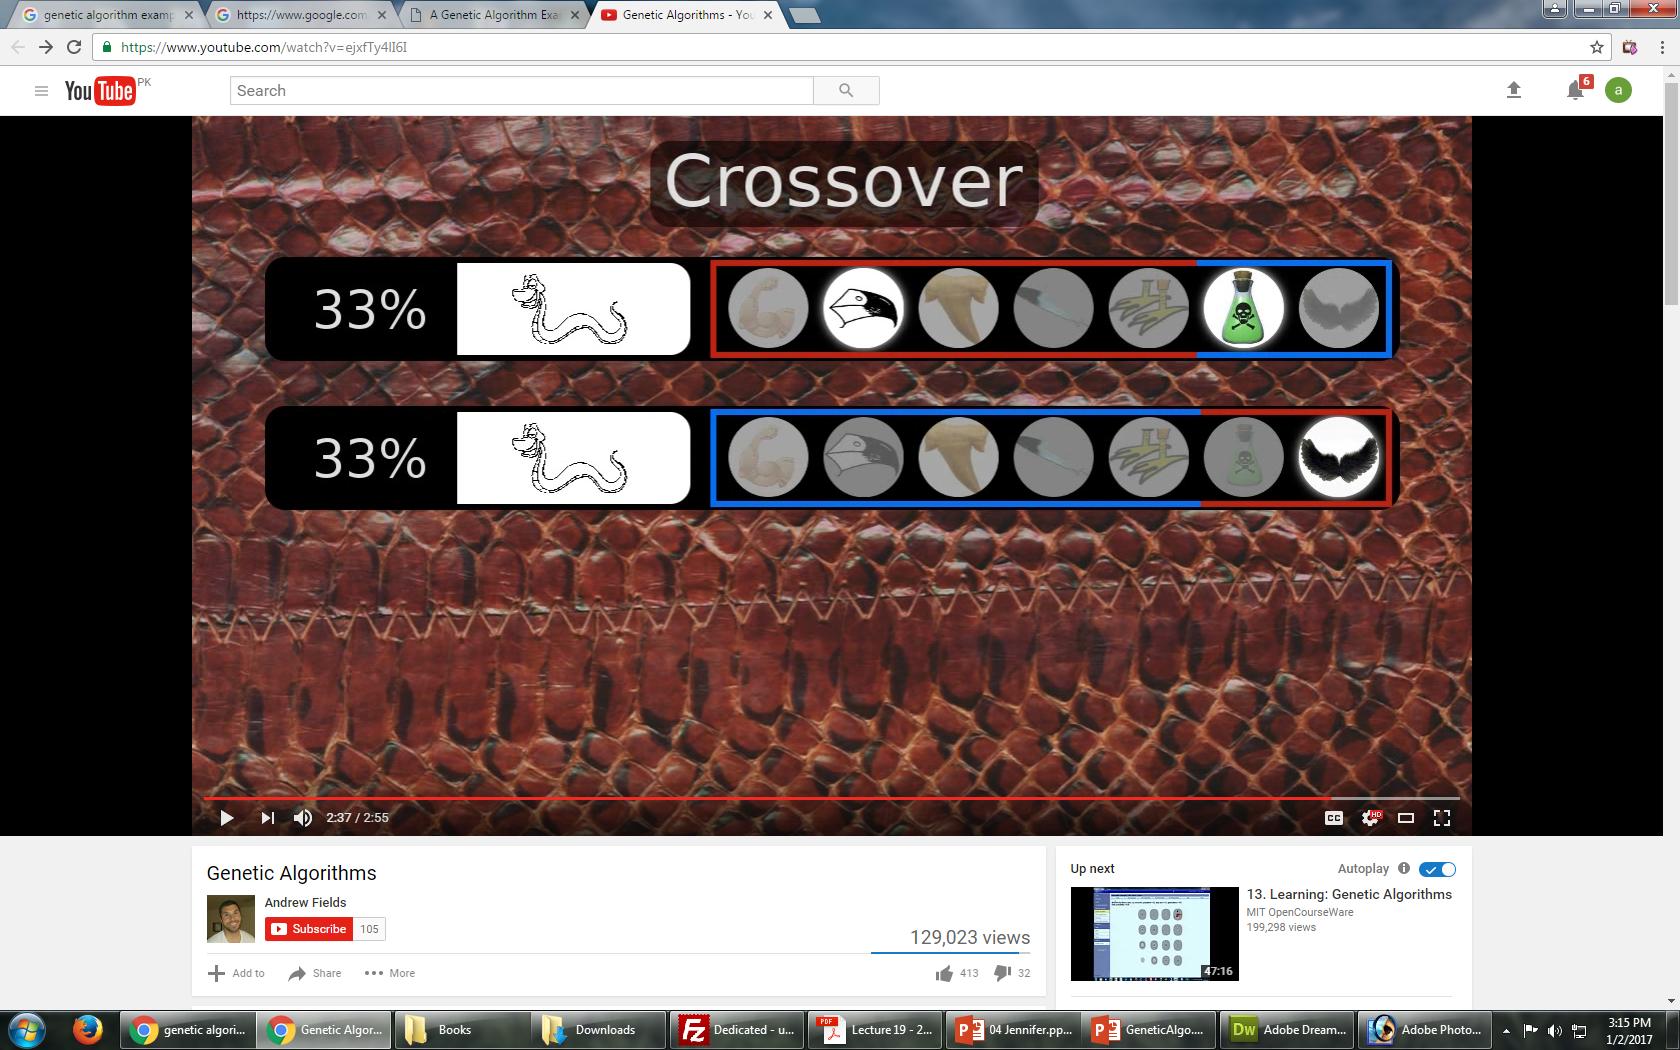 genetic algorithm examp
https://www.google.com
A Genetic Algorithm Exa
Genetic Algorithms - You
https://www.youtube.com/watch?v=ejxfTy4lI6I
YouTube PK
Search
6
a
Crossover
33%
33%
2:37 / 2:55
CC
HD
Genetic Algorithms
Andrew Fields
Subscribe 105
129,023 views
Add to
Share
More
413
32
Up next
Autoplay
13. Learning: Genetic Algorithms
MIT OpenCourseWare
199,298 views
47:16
genetic algori...
Genetic Algor...
Books
Downloads
Dedicated - u...
Lecture 19 - 2...
04 Jennifer.pp...
GeneticAlgo....
Adobe Dream...
Adobe Photo...
3:15 PM
1/2/2017